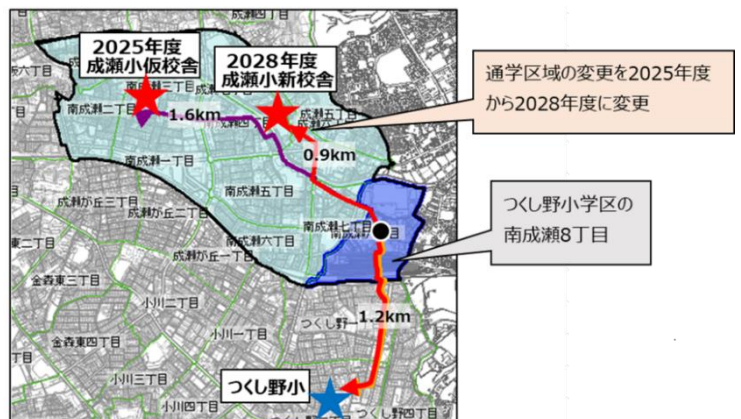 2025年度
成瀬小仮校舎
2028年度
成瀬小新校舎
通学区域の変更を2025年度
から2028年度に変更
南成瀬三丁目
南成瀬二丁目
1.6km
成瀬五丁目
0.9km
南成瀬一丁目
南成瀬五丁目
つくし野小学区の
南成瀬8丁目
成瀬が丘三丁目
成瀬が丘二丁目
南成瀬七丁目
南成瀬六丁目
成瀬が丘一丁目
金森東三丁目
小川二丁目
小川一丁目
1.2km
つくし野一
金森東四丁目
小川三丁目
つくし野小
小川四丁目
つくし野四丁目